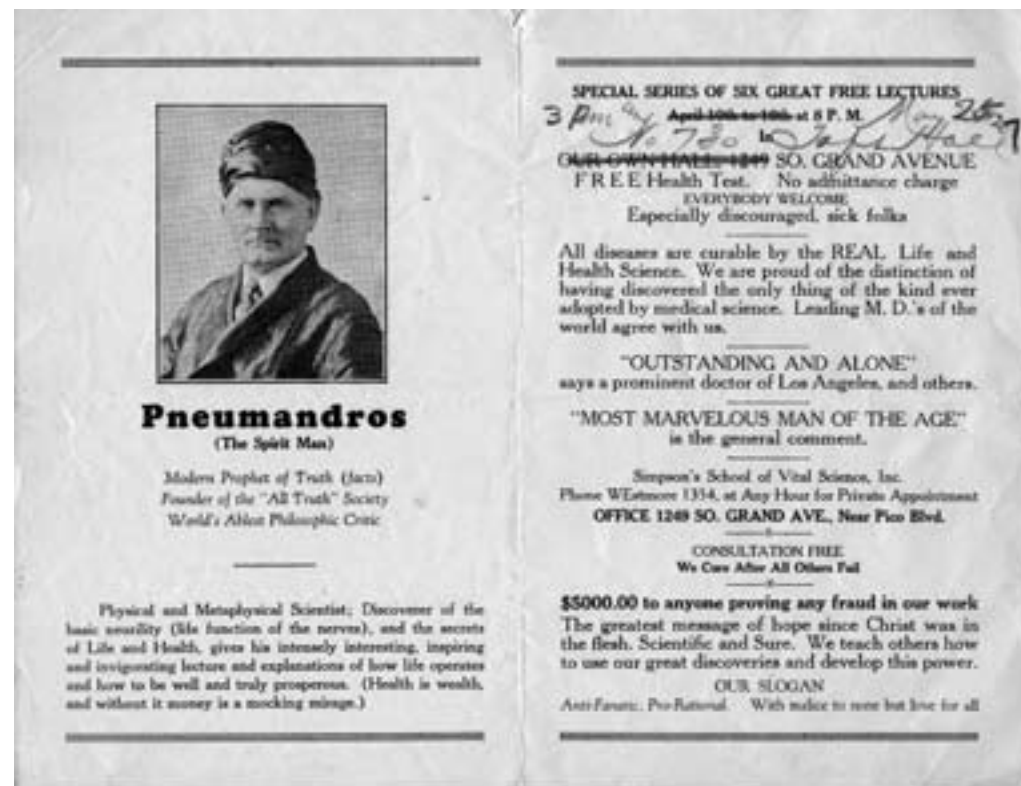 Pneumandros
(The Spirit Man)
Modern Prophet of Truth (facts)
Founder of the "All Truth" Society
World's Ablest Philosophic Critic
Physical and Metaphysical Scientist; Discoverer of the
basic neurility (life function of the nerves), and the secrets
of Life and Health, gives his intensely interesting, inspiring
and invigorating lecture and explanations of how life operates
and how to be well and truly prosperous. (Health is wealth,
and without it money is a mocking mirage.)
SPECIAL SERIES OF SIX GREAT FREE LECTURES
3 Pm April 10th to 16th at 8 P. M. May
No 730 In Hall
OUR OWN HALL, 1249 SO. GRAND AVENUE
FREE Health Test. No admittance charge
EVERYBODY WELCOME
Especially discouraged, sick folks
All diseases are curable by the REAL Life and
Health Science. We are proud of the distinction of
having discovered the only thing of the kind ever
adopted by medical science. Leading M. D.'s of the
world agree with us.
"OUTSTANDING AND ALONE"
says a prominent doctor of Los Angeles, and others.
"MOST MARVELOUS MAN OF THE AGE"
is the general comment.
Simpson's School of Vital Science, Inc.
Phone WEstmore 1354, at Any Hour for Private Appointment
OFFICE 1249 SO. GRAND AVE., Near Pico Blvd.
CONSULTATION FREE
We Cure After All Others Fail
$5000.00 to anyone proving any fraud in our work
The greatest message of hope since Christ was in
the flesh. Scientific and Sure. We teach others how
to use our great discoveries and develop this power.
OUR SLOGAN
Anti-Fanatic, Pro-Rational. With malice to none but love for all